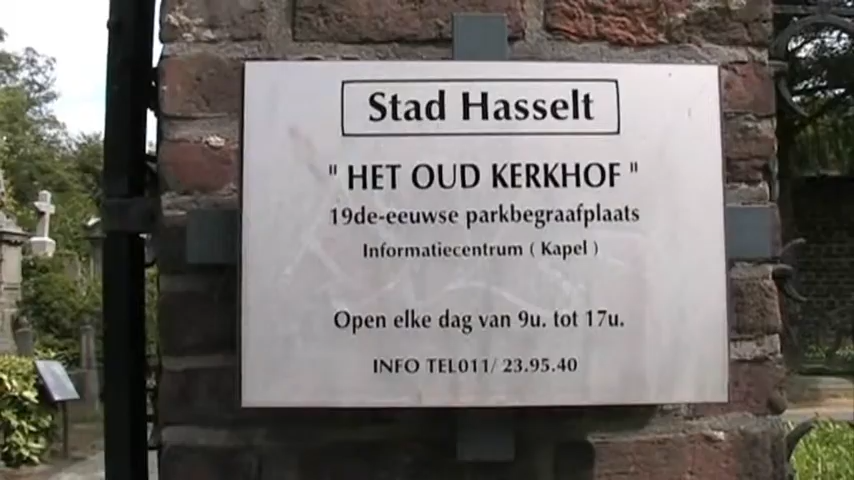 Stad Hasselt
" HET OUD KERKHOF "
19de-eeuwse parkbegraafplaats
Informatiecentrum ( Kapel )
Open elke dag van 9u. tot 17u.
INFO TEL011/ 23.95.40